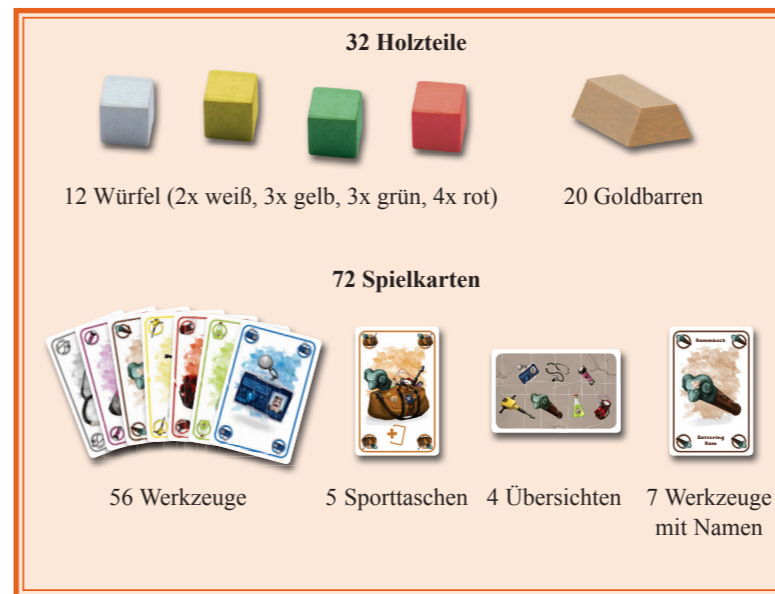 32 Holzteile
12 Würfel (2x weiß, 3x gelb, 3x grün, 4x rot)
20 Goldbarren
72 Spielkarten
Rammbock
Battering
Ram
56 Werkzeuge
5 Sporttaschen
4 Übersichten
7 Werkzeuge
mit Namen